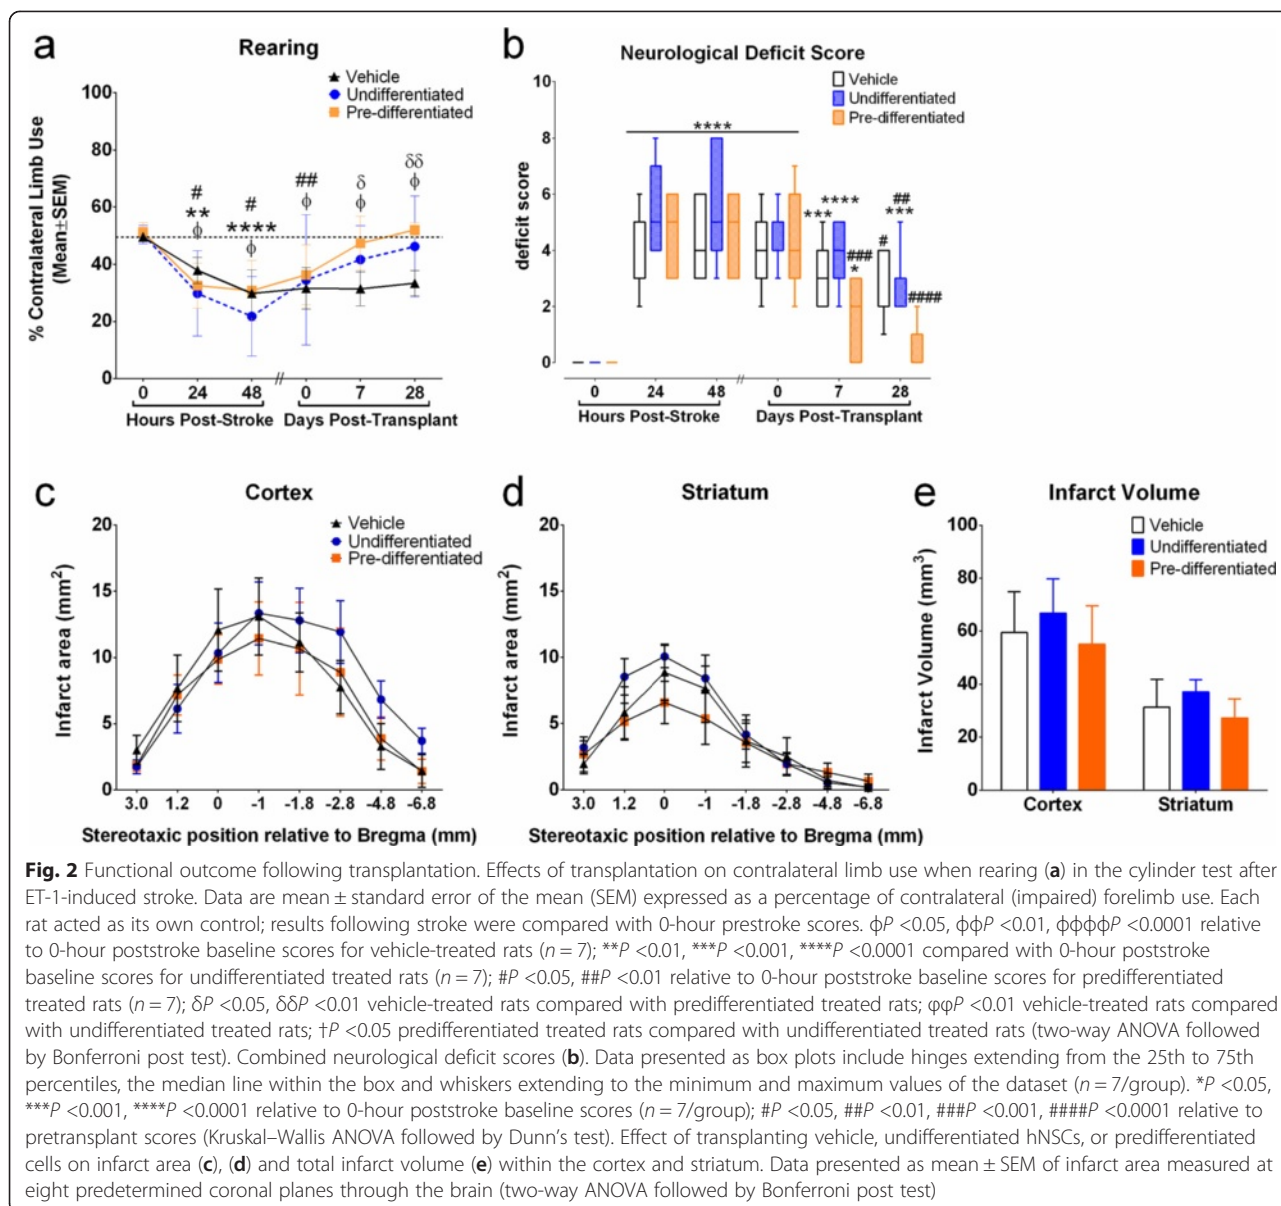 a
Rearing
Vehicle
Undifferentiated
Pre-differentiated
% Contralateral Limb Use
(Mean±SEM)
100
80
60
40
20
0
#
**
ϕ
#
****
ϕ
##
ϕ
δ
ϕ
δδ
ϕ
0 24 48 // 0 7 28
Hours Post-Stroke Days Post-Transplant
b
Neurological Deficit Score
Vehicle
Undifferentiated
Pre-differentiated
deficit score
10
8
6
4
2
0
****
***
****
###
*
#
##
***
####
0 24 48 // 0 7 28
Hours Post-Stroke Days Post-Transplant
c
Cortex
Vehicle
Undifferentiated
Pre-differentiated
Infarct area (mm²)
20
15
10
5
0
3.0 1.2 0 -1 -1.8 -2.8 -4.8 -6.8
Stereotaxic position relative to Bregma (mm)
d
Striatum
Infarct area (mm²)
20
15
10
5
0
3.0 1.2 0 -1 -1.8 -2.8 -4.8 -6.8
Stereotaxic position relative to Bregma (mm)
e
Infarct Volume
Vehicle
Undifferentiated
Pre-differentiated
Infarct Volume (mm³)
100
80
60
40
20
0
Cortex Striatum
Fig. 2 Functional outcome following transplantation. Effects of transplantation on contralateral limb use when rearing (a) in the cylinder test after
ET-1-induced stroke. Data are mean ± standard error of the mean (SEM) expressed as a percentage of contralateral (impaired) forelimb use. Each
rat acted as its own control; results following stroke were compared with 0-hour prestroke scores. ϕP <0.05, ϕϕP <0.01, ϕϕϕϕP <0.0001 relative
to 0-hour poststroke baseline scores for vehicle-treated rats (n = 7); **P <0.01, ***P <0.001, ****P <0.0001 compared with 0-hour poststroke
baseline scores for undifferentiated treated rats (n = 7); #P <0.05, ##P <0.01 relative to 0-hour poststroke baseline scores for predifferentiated
treated rats (n = 7); δP <0.05, δδP <0.01 vehicle-treated rats compared with predifferentiated treated rats; φφP <0.01 vehicle-treated rats compared
with undifferentiated treated rats; †P <0.05 predifferentiated treated rats compared with undifferentiated treated rats (two-way ANOVA followed
by Bonferroni post test). Combined neurological deficit scores (b). Data presented as box plots include hinges extending from the 25th to 75th
percentiles, the median line within the box and whiskers extending to the minimum and maximum values of the dataset (n = 7/group). *P <0.05,
***P <0.001, ****P <0.0001 relative to 0-hour poststroke baseline scores (n = 7/group); #P <0.05, ##P <0.01, ###P <0.001, ####P <0.0001 relative to
pretransplant scores (Kruskal–Wallis ANOVA followed by Dunn's test). Effect of transplanting vehicle, undifferentiated hNSCs, or predifferentiated
cells on infarct area (c), (d) and total infarct volume (e) within the cortex and striatum. Data presented as mean ± SEM of infarct area measured at
eight predetermined coronal planes through the brain (two-way ANOVA followed by Bonferroni post test)